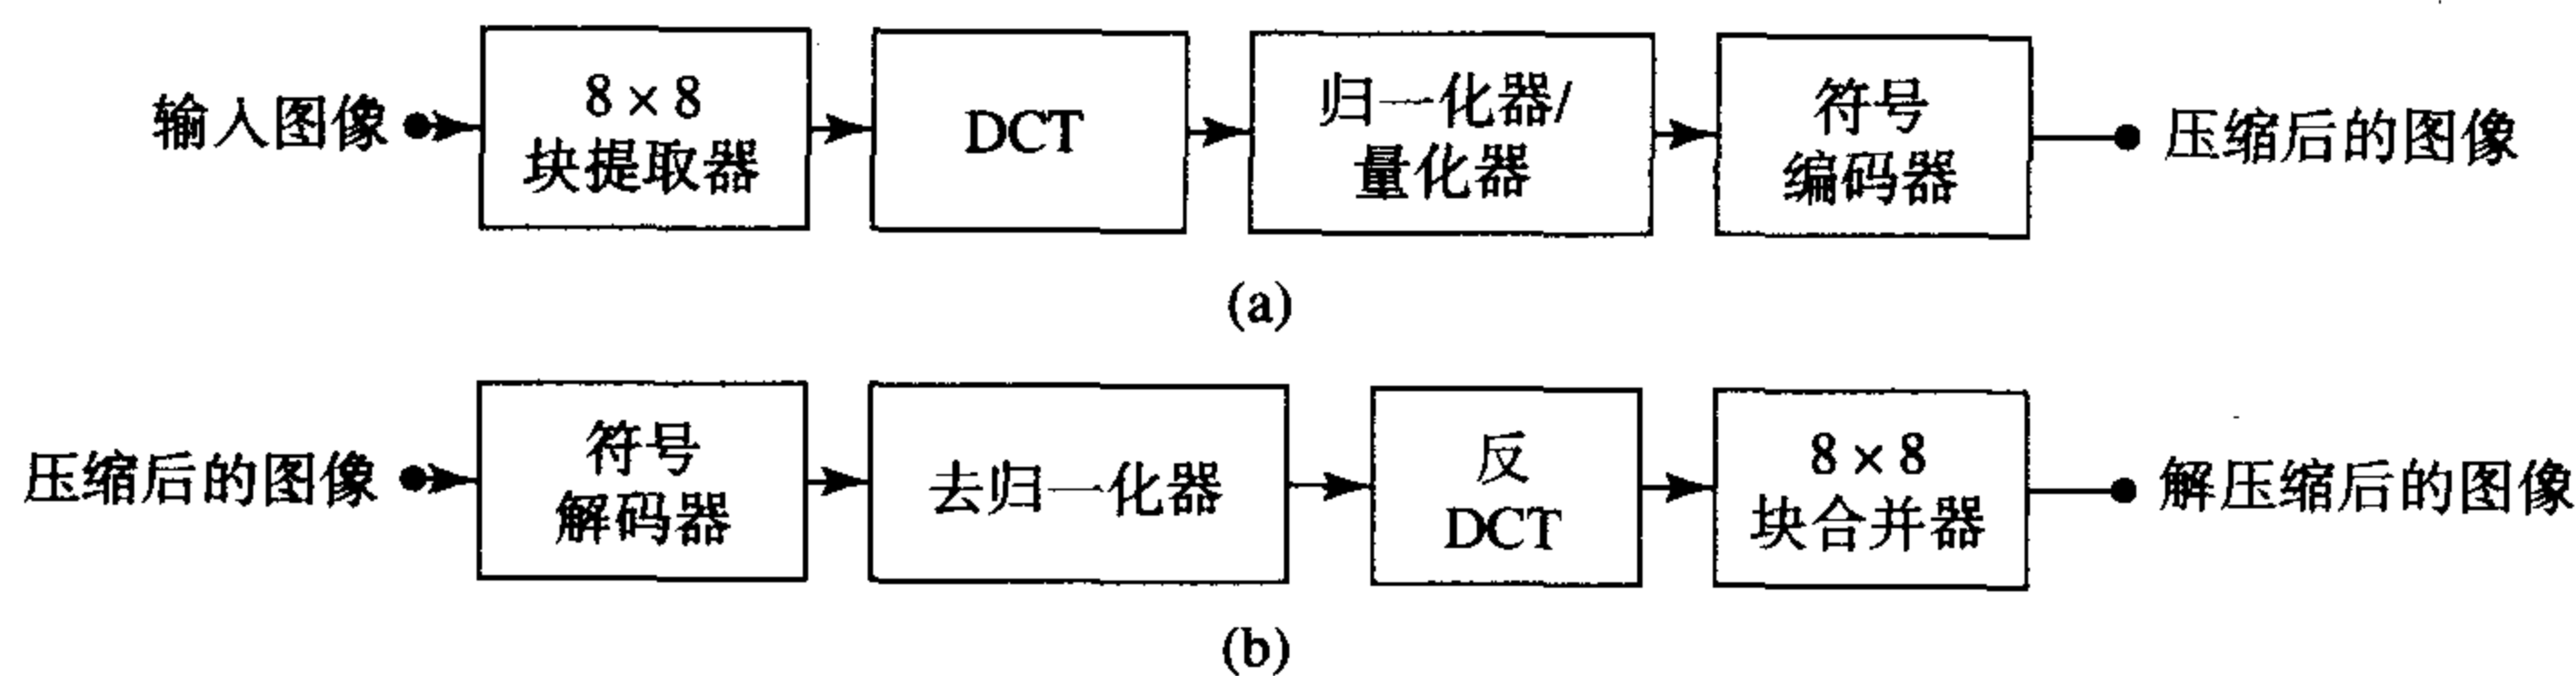 输入图像
8 × 8
块提取器
DCT
归一化器/
量化器
符号
编码器
压缩后的图像
(a)
压缩后的图像
符号
解码器
去归一化器
反
DCT
8 × 8
块合并器
解压缩后的图像
(b)